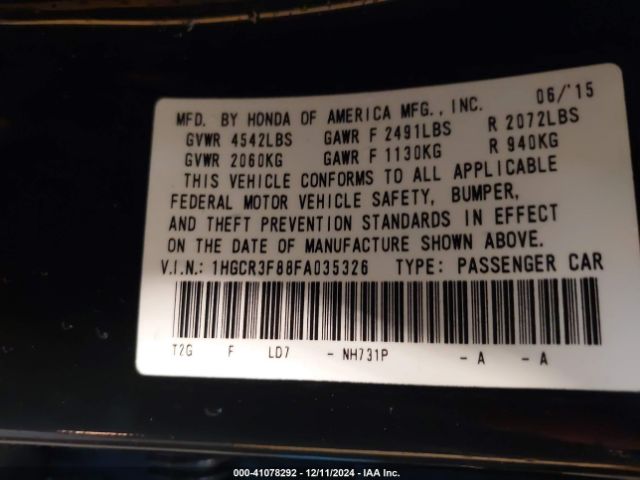 MFD. BY HONDA OF AMERICA MFG., INC. 06/'15
GVWR 4542LBS GAWR F 2491LBS R 2072LBS
GVWR 2060KG GAWR F 1130KG R 940KG
THIS VEHICLE CONFORMS TO ALL APPLICABLE
FEDERAL MOTOR VEHICLE SAFETY, BUMPER,
AND THEFT PREVENTION STANDARDS IN EFFECT
ON THE DATE OF MANUFACTURE SHOWN ABOVE.
V.I.N.: 1HGCR3F88FA035326 TYPE: PASSENGER CAR
T2G F LD7 - NH731P - A - A
000-41078292 - 12/11/2024 - IAA Inc.